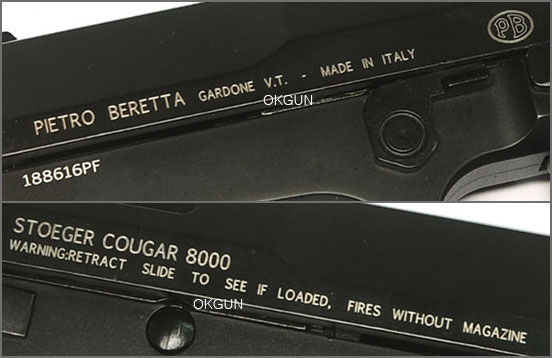 PB
PIETRO BERETTA GARDONE V.T. - MADE IN ITALY
OKGUN
188616PF
STOEGER COUGAR 8000
WARNING:RETRACT SLIDE TO SEE IF LOADED, FIRES WITHOUT MAGAZINE
OKGUN